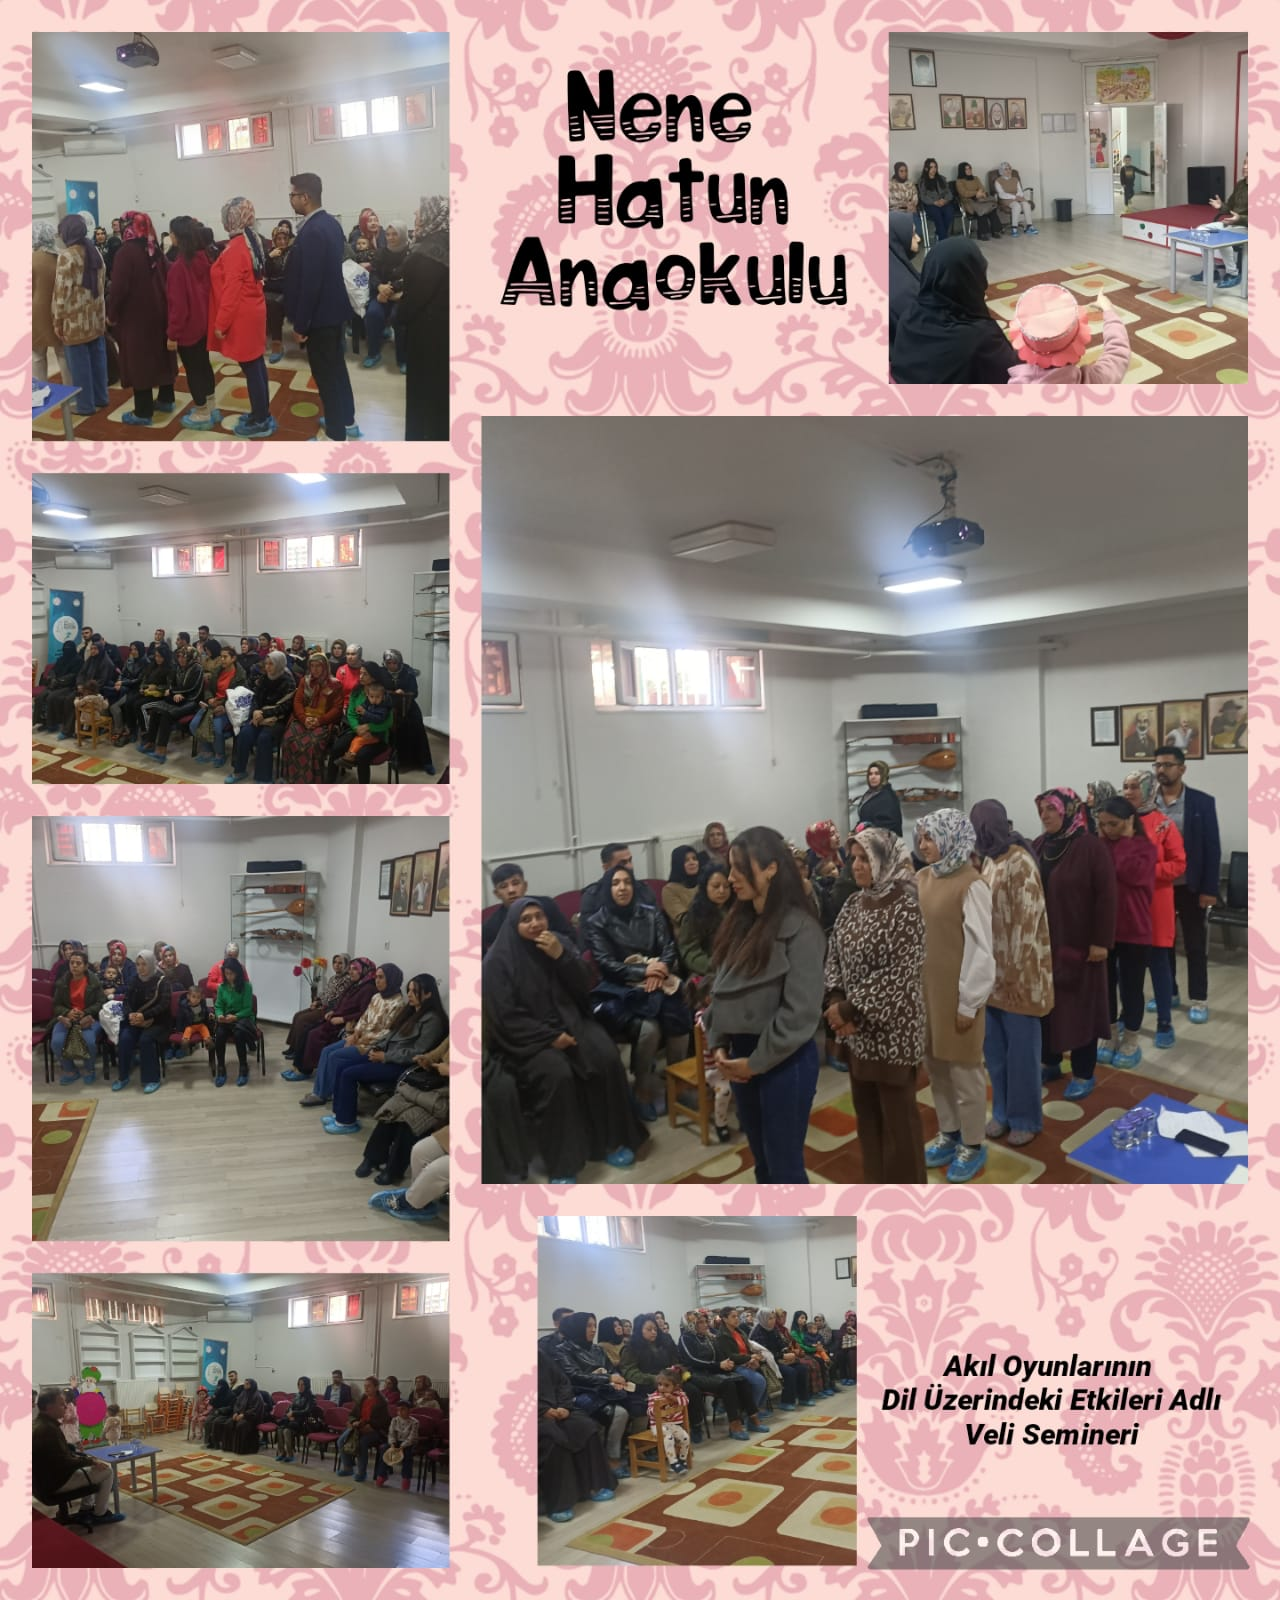 Nene
Hatun
Anaokulu
Akıl Oyunlarının
Dil Üzerindeki Etkileri Adlı
Veli Semineri
PIC•COLLAGE